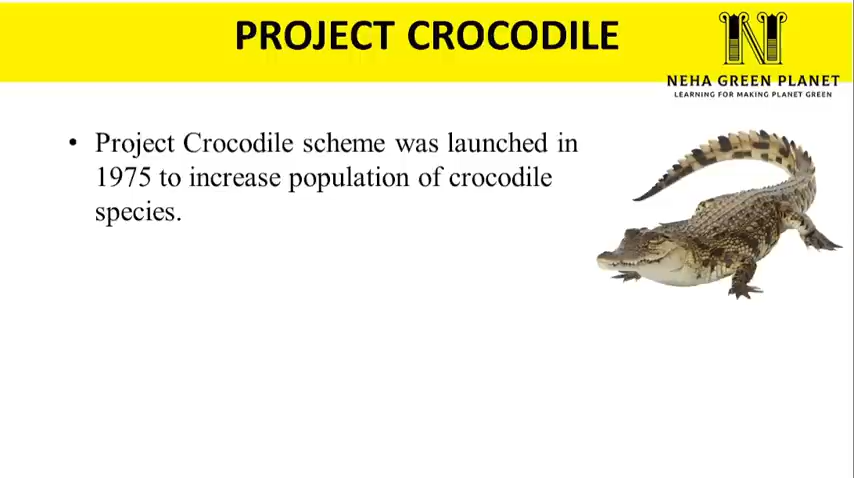 PROJECT CROCODILE
N
NEHA GREEN PLANET
LEARNING FOR MAKING PLANET GREEN
• Project Crocodile scheme was launched in
1975 to increase population of crocodile
species.